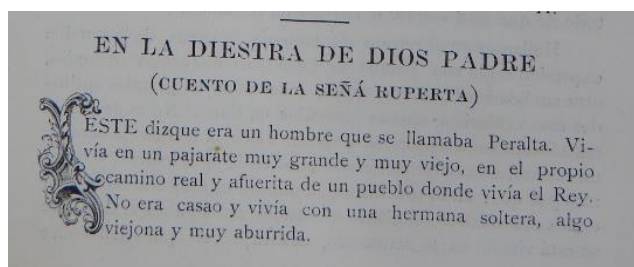 EN LA DIESTRA DE DIOS PADRE
(CUENTO DE LA SEÑÁ RUPERTA)
ESTE dizque era un hombre que se llamaba Peralta. Vi-
vía en un pajarate muy grande y muy viejo, en el propio
camino real y afuerita de un pueblo donde vivía el Rey.
No era casao y vivía con una hermana soltera, algo
viejona y muy aburrida.